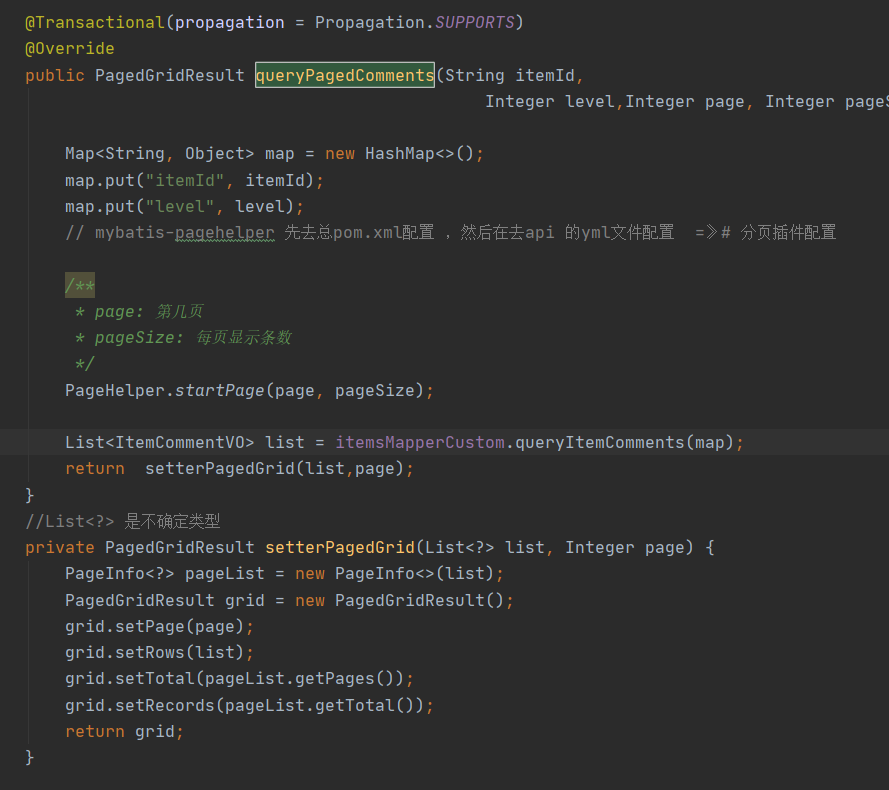 @Transactional(propagation = Propagation.SUPPORTS)
@Override
public PagedGridResult queryPagedComments(String itemId,
Integer level,Integer page, Integer pageS
Map<String, Object> map = new HashMap<>();
map.put("itemId", itemId);
map.put("level", level);
// mybatis-pagehelper 先去总pom.xml配置 ，然后在去api 的yml文件配置  =》# 分页插件配置
/**
* page: 第几页
* pageSize: 每页显示条数
*/
PageHelper.startPage(page, pageSize);
List<ItemCommentVO> list = itemsMapperCustom.queryItemComments(map);
return  setterPagedGrid(list,page);
}
//List<?> 是不确定类型
private PagedGridResult setterPagedGrid(List<?> list, Integer page) {
PageInfo<?> pageList = new PageInfo<>(list);
PagedGridResult grid = new PagedGridResult();
grid.setPage(page);
grid.setRows(list);
grid.setTotal(pageList.getPages());
grid.setRecords(pageList.getTotal());
return grid;
}